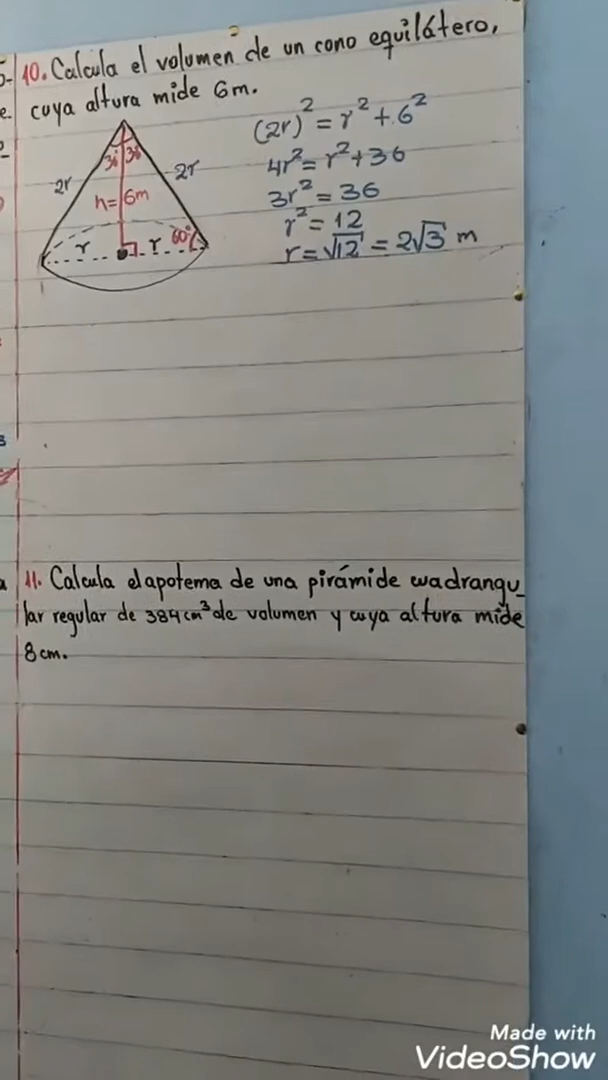 10. Calcula el volumen de un cono equilátero,
cuya altura mide 6m.
(2r)² = r² + 6²
4r² = r² + 36
3r² = 36
r² = 12
r = √12 = 2√3 m
30° 30°
2r 2r
h = 6m
r r 60°
11. Calcula el apotema de una pirámide cuadrangu_
lar regular de 384 cm³ de volumen y cuya altura mide
8 cm.
Made with
VideoShow